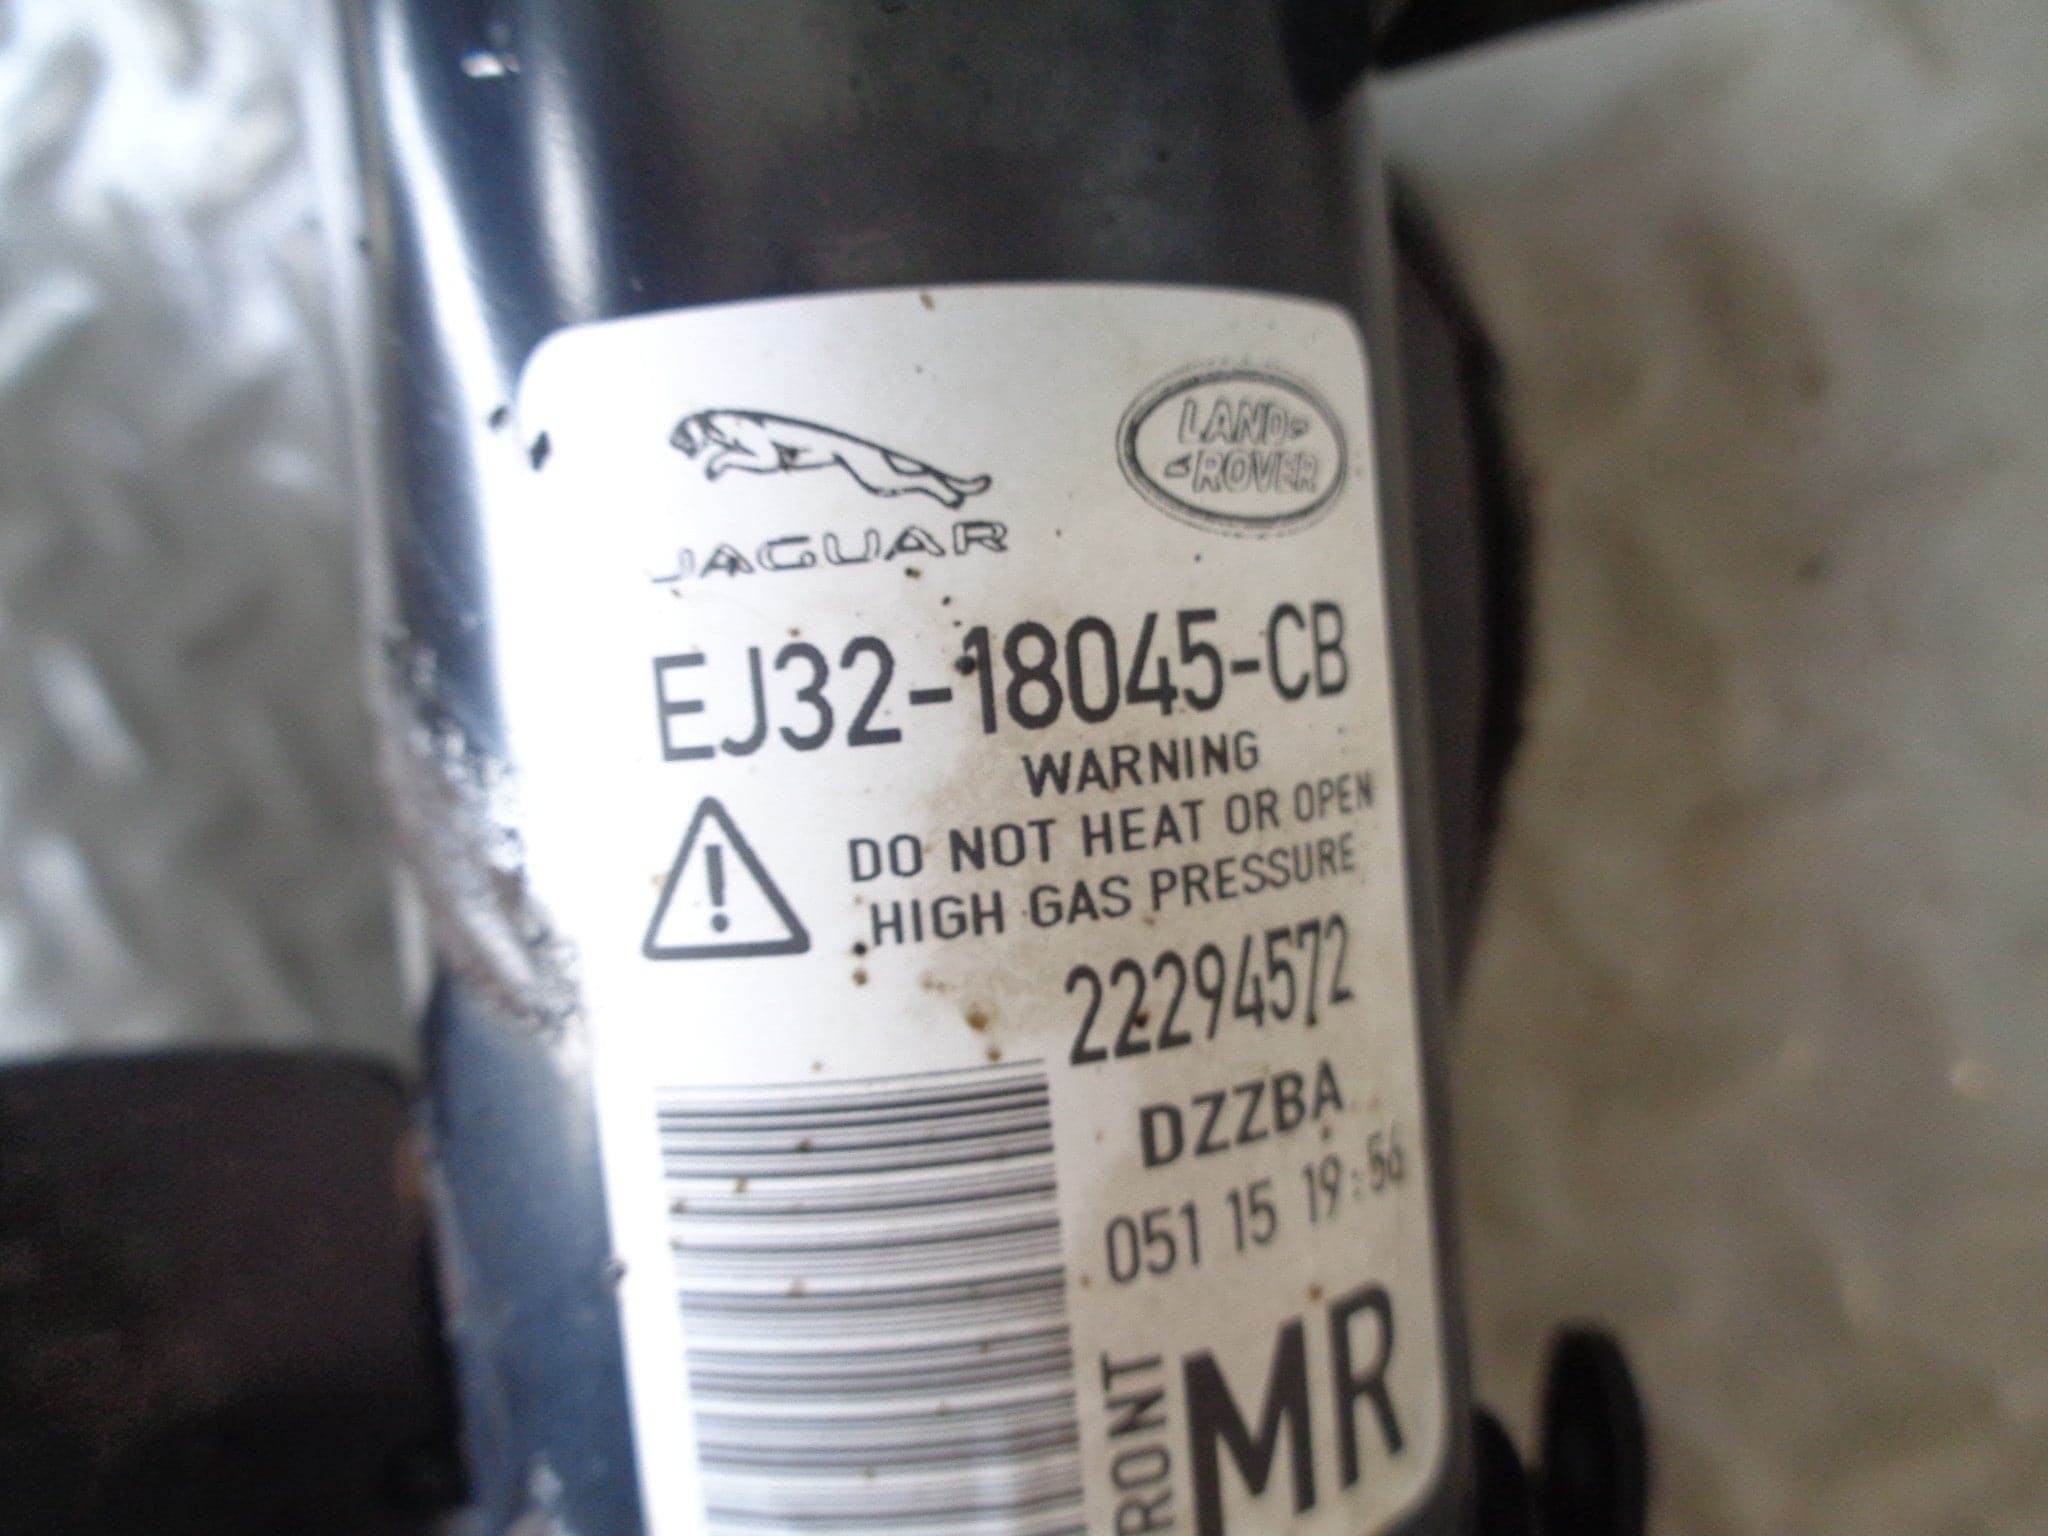 LAND-
ROVER
JAGUAR
EJ32-18045-CB
WARNING
DO NOT HEAT OR OPEN
HIGH GAS PRESSURE
22294572
DZZBA
051 15 19:56
RONT
MR